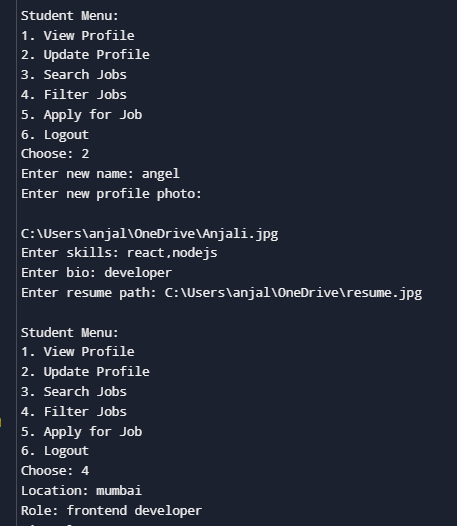 Student Menu:
1. View Profile
2. Update Profile
3. Search Jobs
4. Filter Jobs
5. Apply for Job
6. Logout
Choose: 2
Enter new name: angel
Enter new profile photo:
C:\Users\anjal\OneDrive\Anjali.jpg
Enter skills: react,nodejs
Enter bio: developer
Enter resume path: C:\Users\anjal\OneDrive\resume.jpg
Student Menu:
1. View Profile
2. Update Profile
3. Search Jobs
4. Filter Jobs
5. Apply for Job
6. Logout
Choose: 4
Location: mumbai
Role: frontend developer